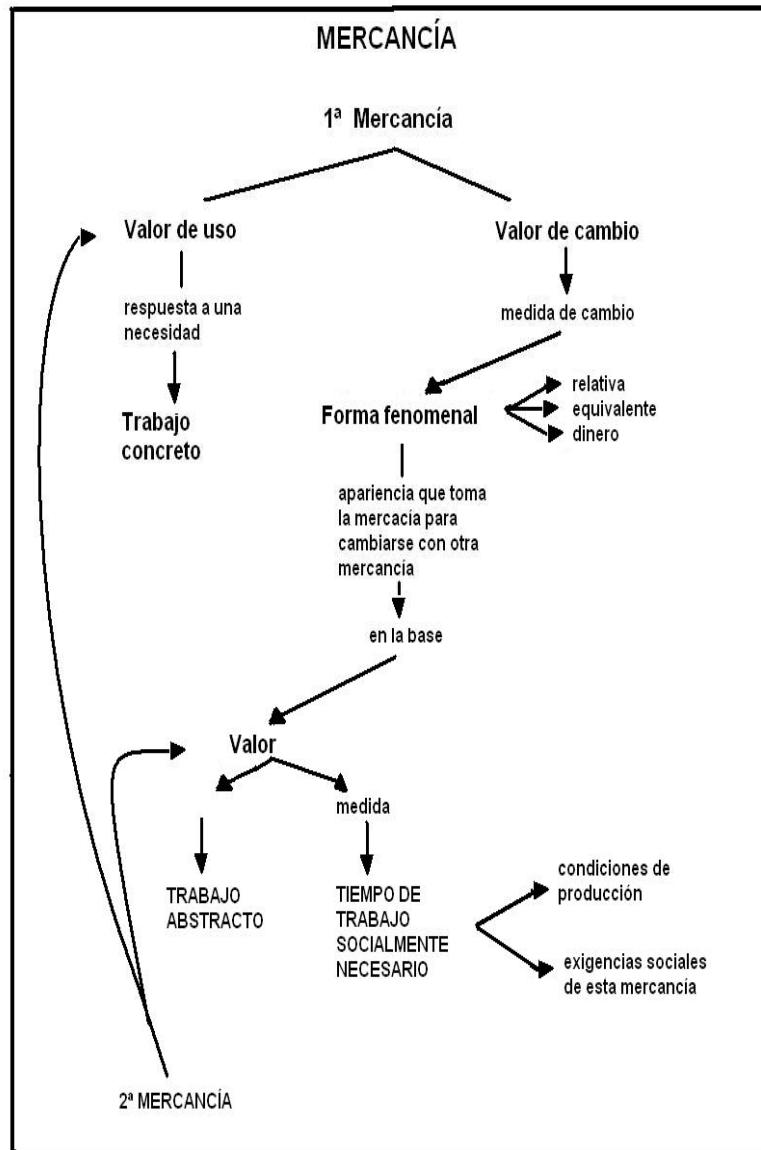 MERCANCÍA
1ª Mercancía
Valor de uso
Valor de cambio
respuesta a una
necesidad
medida de cambio
Trabajo
concreto
Forma fenomenal
relativa
equivalente
dinero
apariencia que toma
la mercacía para
cambiarse con otra
mercancía
en la base
Valor
medida
TRABAJO
ABSTRACTO
TIEMPO DE
TRABAJO
SOCIALMENTE
NECESARIO
condiciones de
producción
exigencias sociales
de esta mercancía
2ª MERCANCÍA